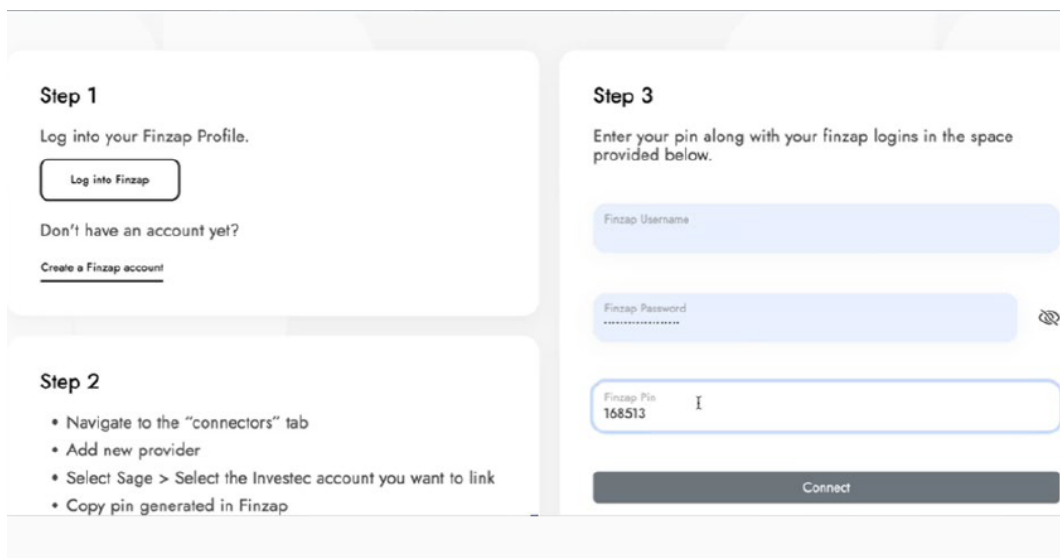 Step 1
Log into your Finzap Profile.
Log into Finzap
Don't have an account yet?
Create a Finzap account
Step 2
• Navigate to the "connectors" tab
• Add new provider
• Select Sage > Select the Investec account you want to link
• Copy pin generated in Finzap
Step 3
Enter your pin along with your finzap logins in the space
provided below.
Finzap Username
Finzap Password
Finzap Pin
168513
Connect